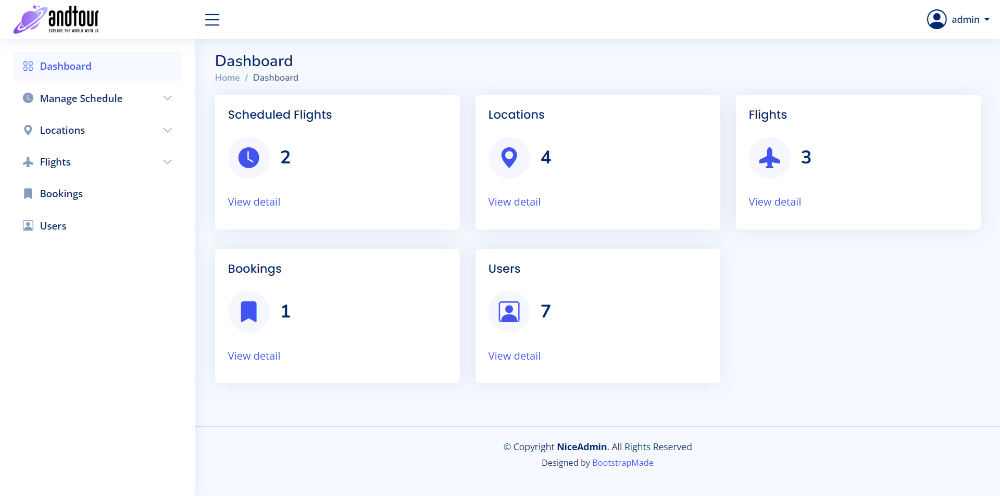 andtour
EXPLORE THE WORLD WITH US
admin
Dashboard
Manage Schedule
Locations
Flights
Bookings
Users
Dashboard
Home / Dashboard
Scheduled Flights
2
View detail
Locations
4
View detail
Flights
3
View detail
Bookings
1
View detail
Users
7
View detail
© Copyright NiceAdmin. All Rights Reserved
Designed by BootstrapMade